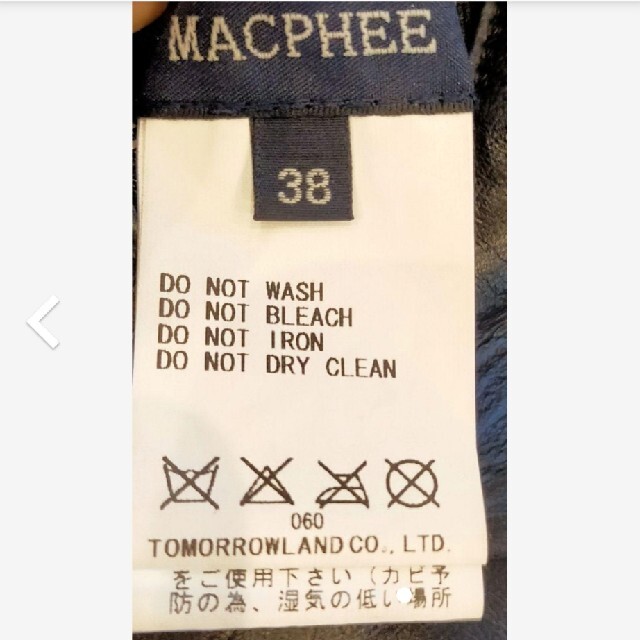 MACPHEE
38
DO NOT WASH
DO NOT BLEACH
DO NOT IRON
DO NOT DRY CLEAN
060
TOMORROWLAND CO., LTD.
をご使用下さい（カビ予
防の為、湿気の低い場所